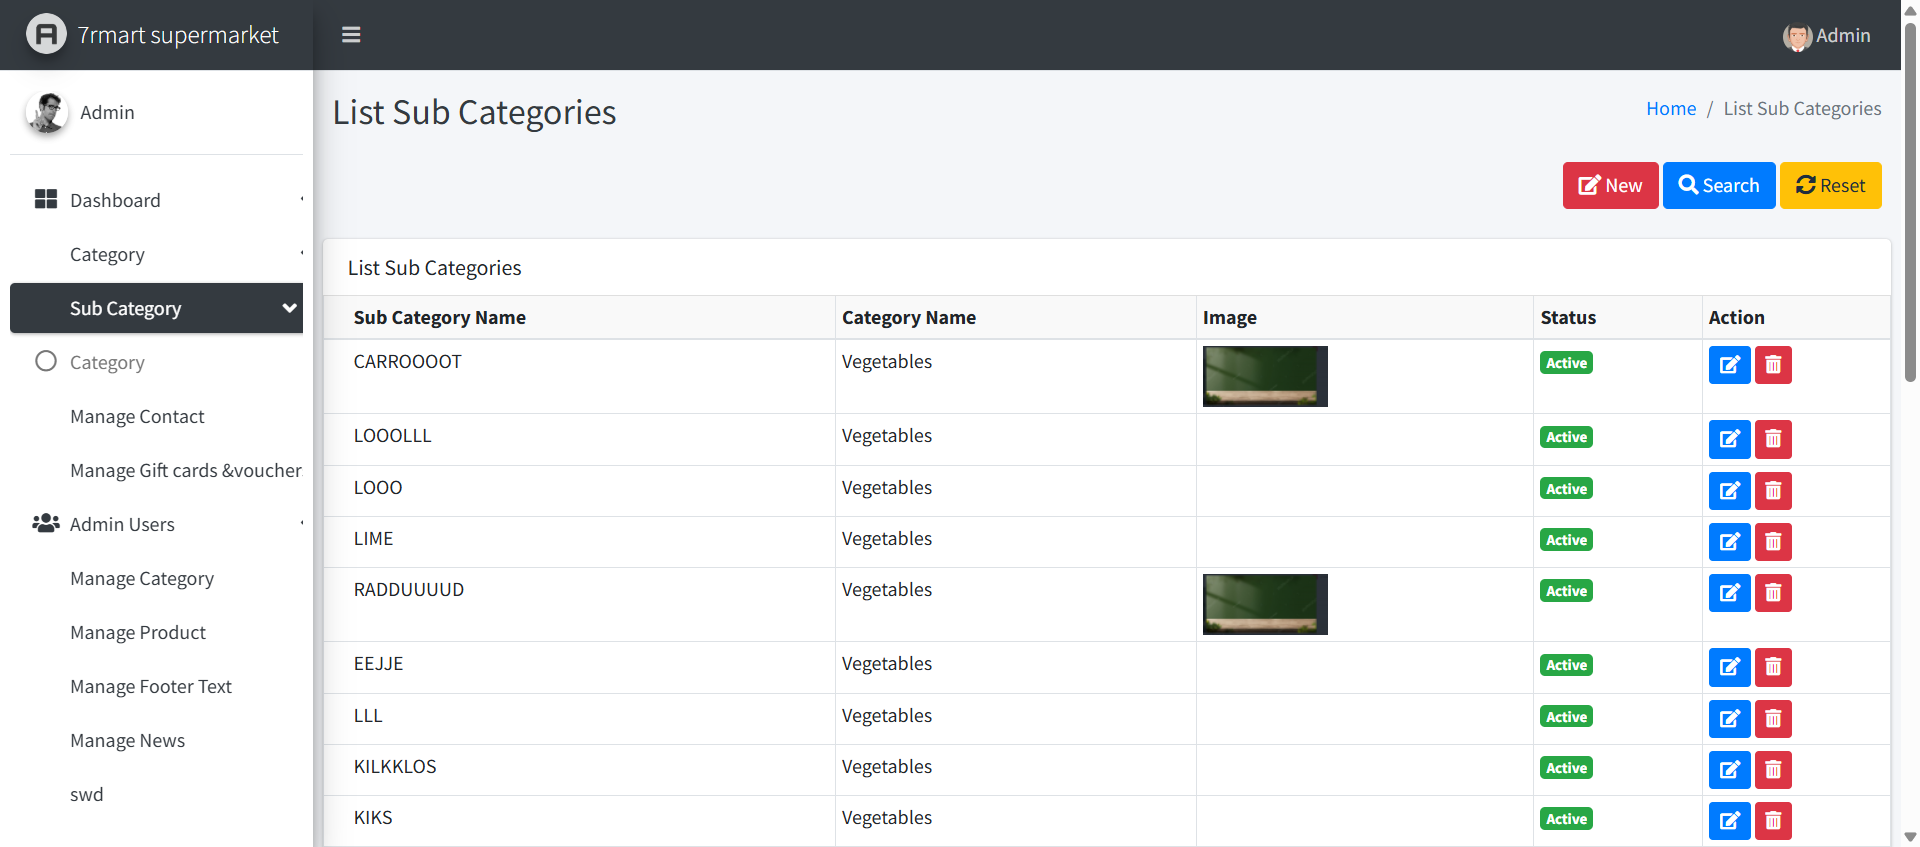 7rmart supermarket
Admin
Admin
Dashboard
Category
Sub Category
Category
Manage Contact
Manage Gift cards &voucher
Admin Users
Manage Category
Manage Product
Manage Footer Text
Manage News
swd
List Sub Categories
Home / List Sub Categories
New Search Reset
List Sub Categories
Sub Category Name Category Name Image Status Action
CARROOOOT Vegetables Active
LOOOLLL Vegetables Active
LOOO Vegetables Active
LIME Vegetables Active
RADDUUUUD Vegetables Active
EEJJE Vegetables Active
LLL Vegetables Active
KILKKLOS Vegetables Active
KIKS Vegetables Active